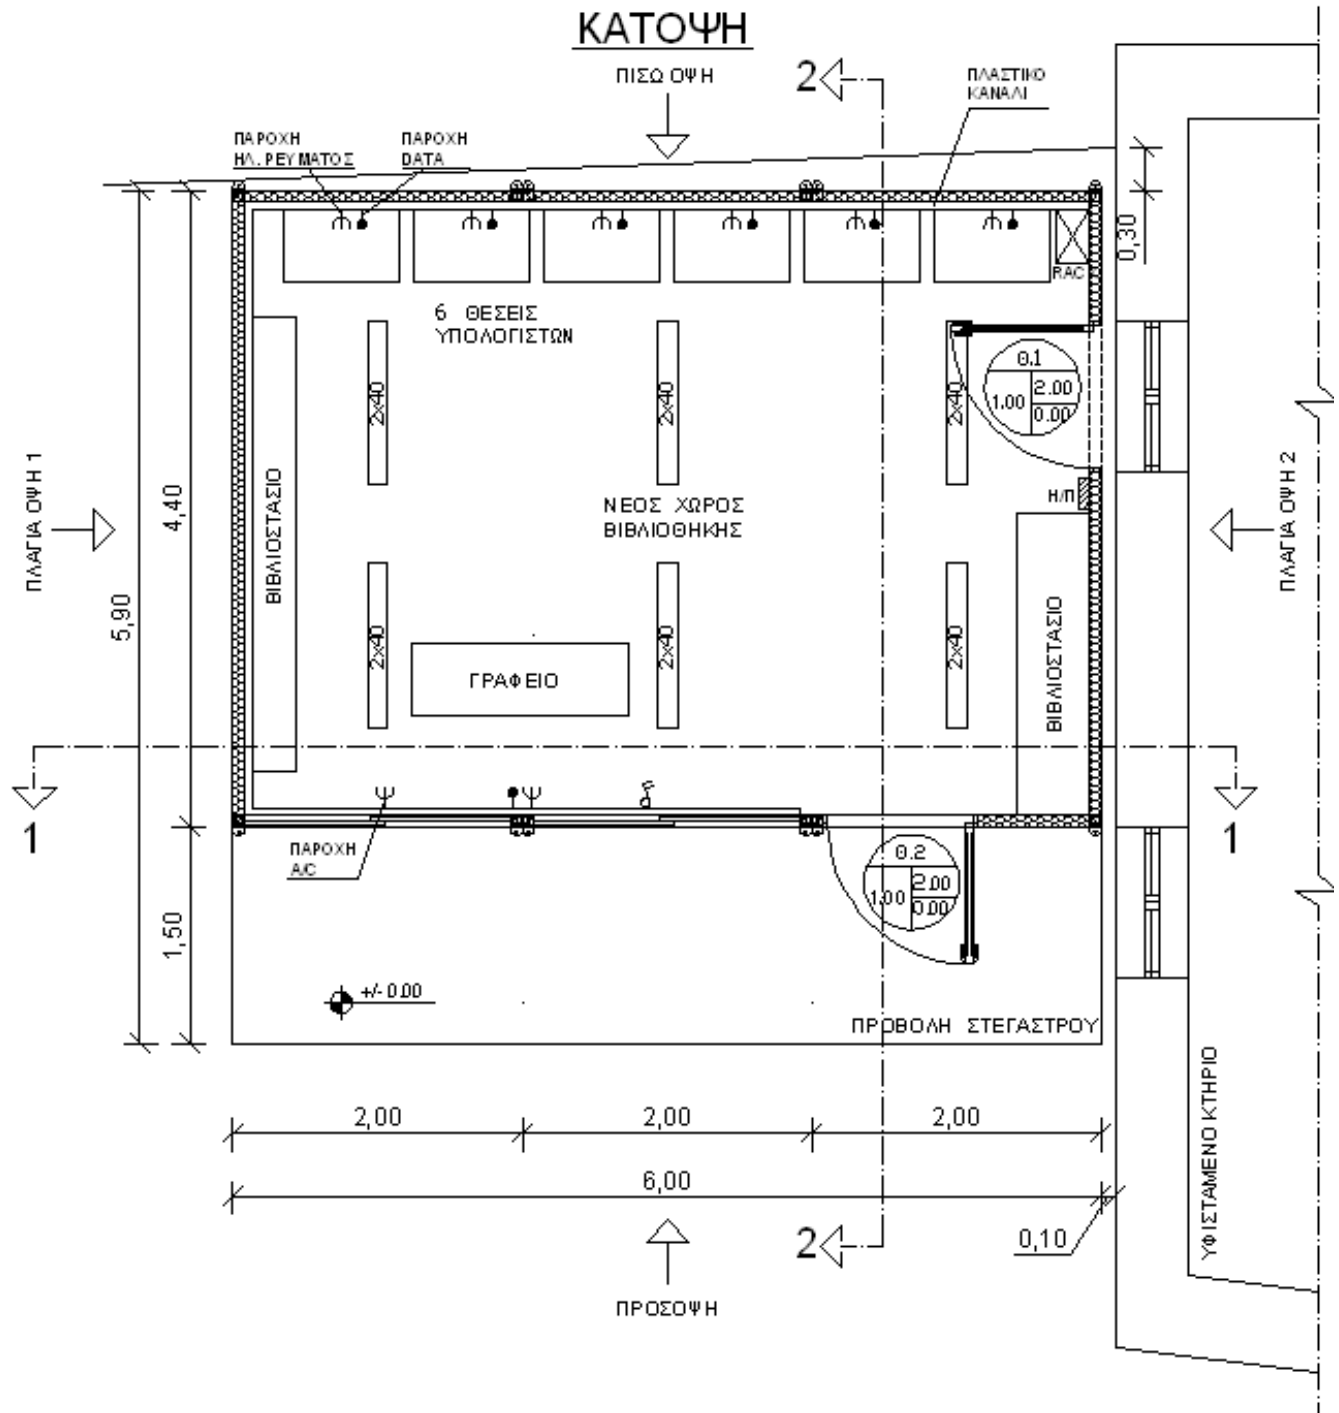 ΚΑΤΟΨΗ
ΠΙΣΩ ΟΨΗ
2
ΠΛΑΣΤΙΚΟ
ΚΑΝΑΛΙ
ΠΑΡΟΧΗ
ΗΛ. ΡΕΥΜΑΤΟΣ
ΠΑΡΟΧΗ
DATA
0,30
RAC
6 ΘΕΣΕΙΣ
ΥΠΟΛΟΓΙΣΤΩΝ
Θ.1
1.00
2.00
0.00
2x40
2x40
2x40
ΠΛΑΓΙΑ ΟΨΗ 1
4,40
ΒΙΒΛΙΟΣΤΑΣΙΟ
ΝΕΟΣ ΧΩΡΟΣ
ΒΙΒΛΙΟΘΗΚΗΣ
Η/Π
ΠΛΑΓΙΑ ΟΨΗ 2
5,90
2x40
2x40
2x40
ΓΡΑΦΕΙΟ
ΒΙΒΛΙΟΣΤΑΣΙΟ
1
1
ΠΑΡΟΧΗ
A/C
Θ.2
1.00
2.00
0.00
1,50
+/- 0.00
ΠΡΟΒΟΛΗ ΣΤΕΓΑΣΤΡΟΥ
ΥΦΙΣΤΑΜΕΝΟ ΚΤΗΡΙΟ
2,00
2,00
2,00
6,00
0,10
2
ΠΡΟΣΟΨΗ